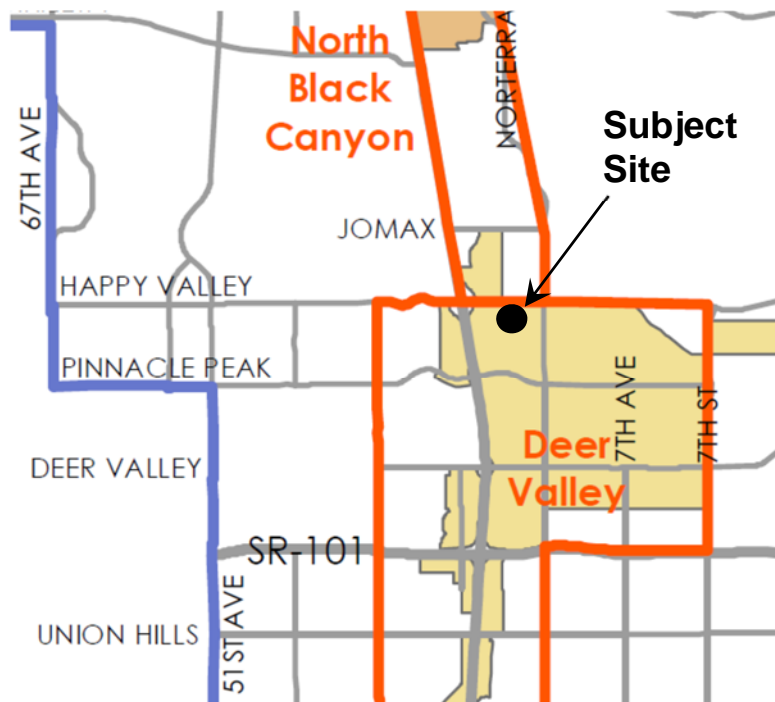 North
Black
Canyon
NORTERRA
Subject
Site
67TH AVE
JOMAX
HAPPY VALLEY
PINNACLE PEAK
7TH AVE
7TH ST
Deer
Valley
DEER VALLEY
SR-101
51ST AVE
UNION HILLS